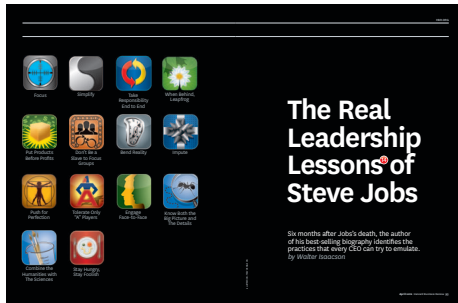 Focus
Simplify
Take
Responsibility
End to End
When Behind,
Leapfrog
Put Products
Before Profits
Don't Be a
Slave to Focus
Groups
Bend Reality
Impute
Push for
Perfection
Tolerate Only
"A" Players
Engage
Face-to-Face
Know Both the
Big Picture and
The Details
Combine the
Humanities with
The Sciences
Stay Hungry,
Stay Foolish
The Real
Leadership
Lessons of
Steve Jobs
Six months after Jobs's death, the author
of his best-selling biography identifies the
practices that every CEO can try to emulate.
by Walter Isaacson